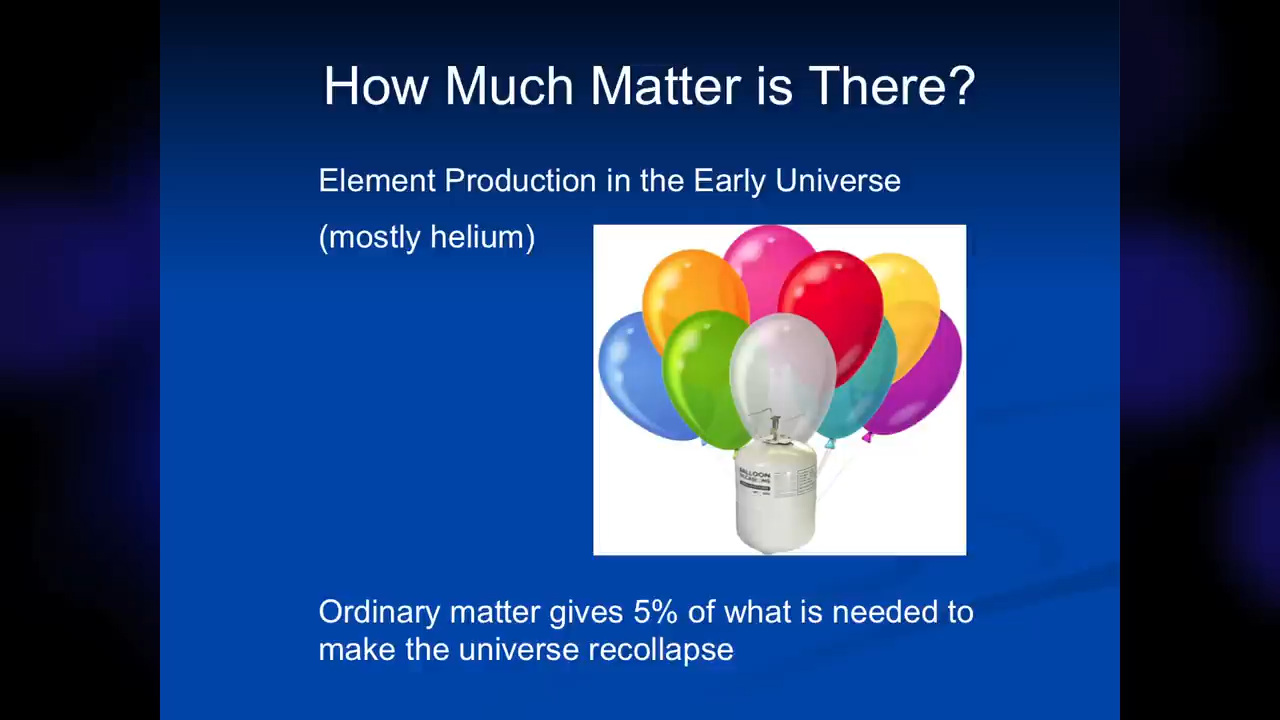 How Much Matter is There?
Element Production in the Early Universe
(mostly helium)
BALLOON
Ordinary matter gives 5% of what is needed to
make the universe recollapse